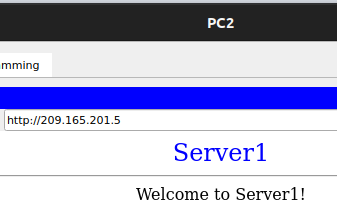 PC2
mming
http://209.165.201.5
Server1
Welcome to Server1!